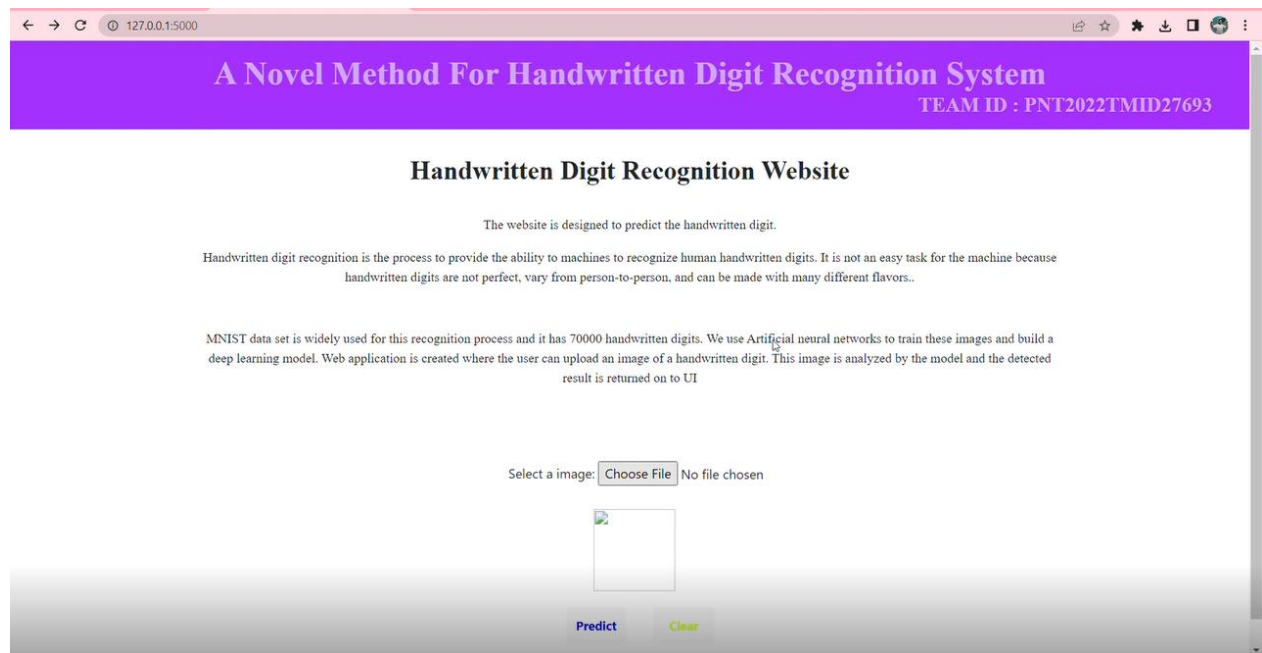 127.0.0.1:5000
A Novel Method For Handwritten Digit Recognition System
TEAM ID : PNT2022TMID27693
Handwritten Digit Recognition Website
The website is designed to predict the handwritten digit.
Handwritten digit recognition is the process to provide the ability to machines to recognize human handwritten digits. It is not an easy task for the machine because
handwritten digits are not perfect, vary from person-to-person, and can be made with many different flavors..
MNIST data set is widely used for this recognition process and it has 70000 handwritten digits. We use Artificial neural networks to train these images and build a
deep learning model. Web application is created where the user can upload an image of a handwritten digit. This image is analyzed by the model and the detected
result is returned on to UI
Select a image: Choose File No file chosen
Predict Clear